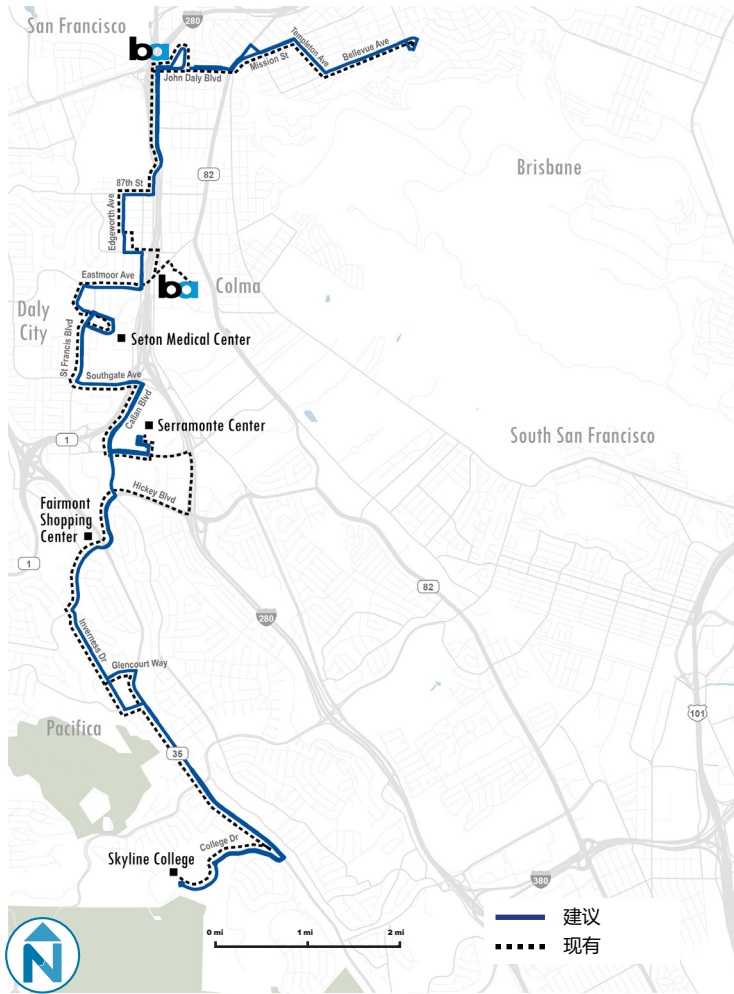 San Francisco
280
ba
Templeton Ave
Bellevue Ave
Mission St
John Daly Blvd
82
Brisbane
87th St
Edgeworth Ave
Eastmoor Ave
ba
Colma
Daly
City
Seton Medical Center
St Francis Blvd
Southgate Ave
Callan Blvd
Serramonte Center
1
South San Francisco
Hickey Blvd
Fairmont
Shopping
Center
1
82
280
Inverness Dr
Glencourt Way
101
Pacifica
35
College Dr
Skyline College
380
0 mi
1 mi
2 mi
建议
现有
N